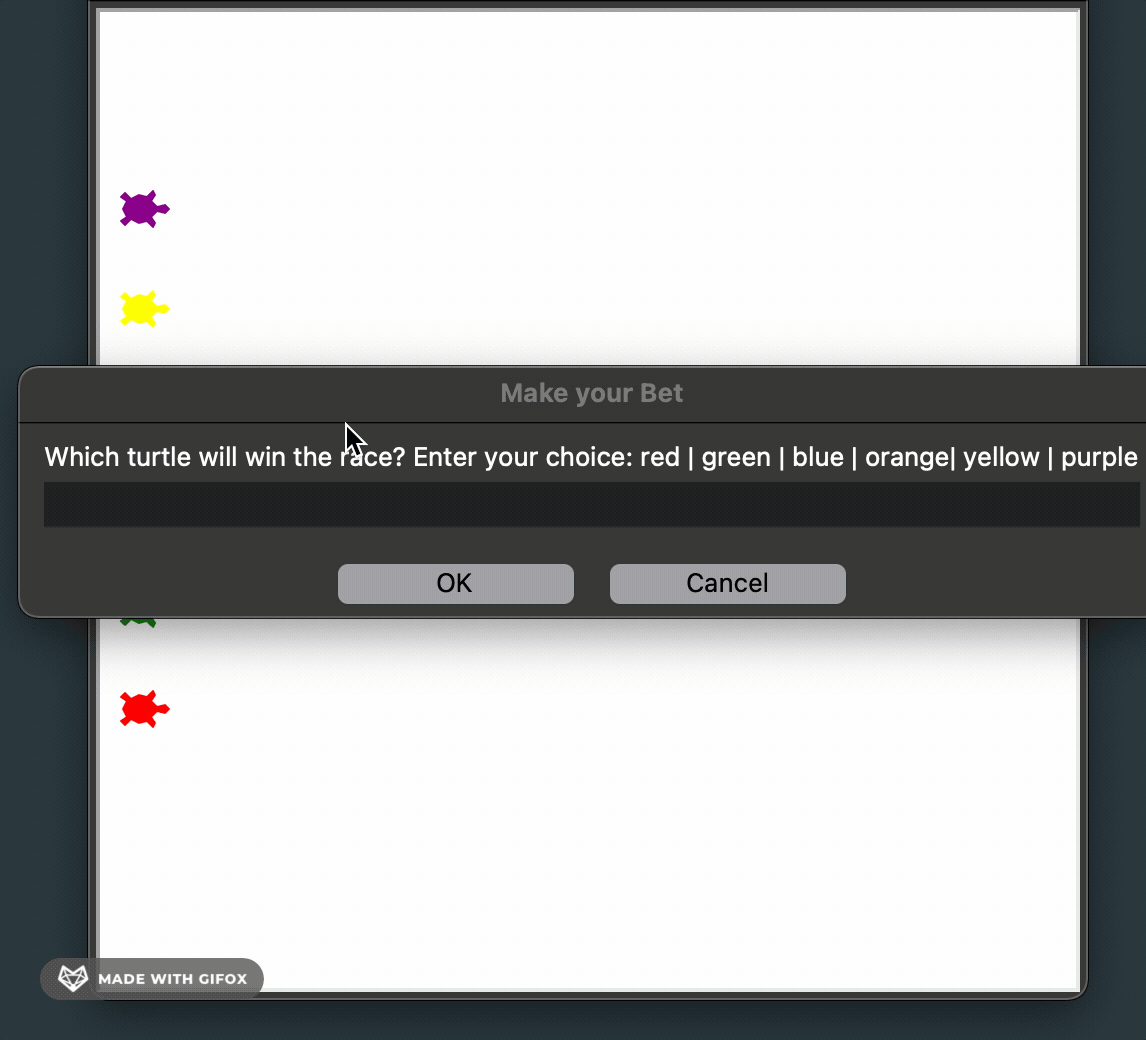 Make your Bet
Which turtle will win the race? Enter your choice: red | green | blue | orange| yellow | purple
OK
Cancel
MADE WITH GIFOX